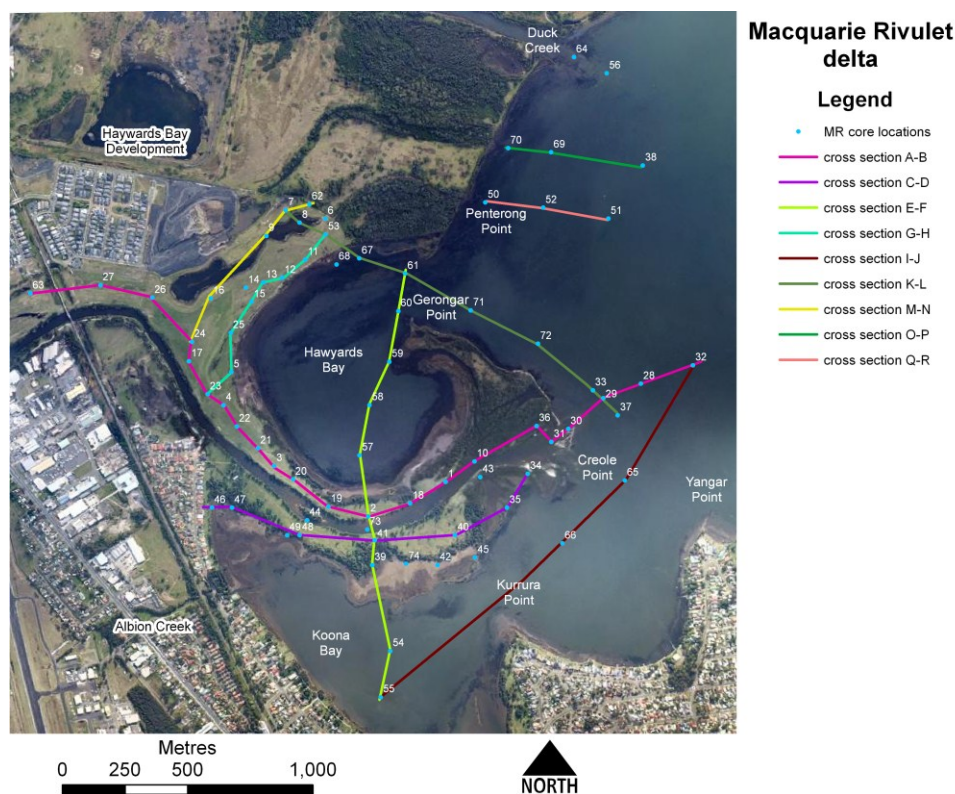 Macquarie Rivulet
delta
Legend
MR core locations
cross section A-B
cross section C-D
cross section E-F
cross section G-H
cross section I-J
cross section K-L
cross section M-N
cross section O-P
cross section Q-R
Duck
Creek
64
56
Haywards Bay
Development
70
69
38
50
52
51
Penterong
Point
7
62
8
6
53
9
67
68
11
61
12
13
14
15
16
63
27
26
60
Gerongar
Point
71
24
17
25
72
Hawyards
Bay
59
5
32
28
33
29
37
23
4
58
22
36
30
31
21
57
3
10
Creole
Point
20
1
43
34
65
Yangar
Point
46
47
19
18
35
44
2
73
49
48
41
40
66
39
74
42
45
Kurrura
Point
Albion Creek
Koona
Bay
54
55
Metres
0 250 500 1,000
NORTH